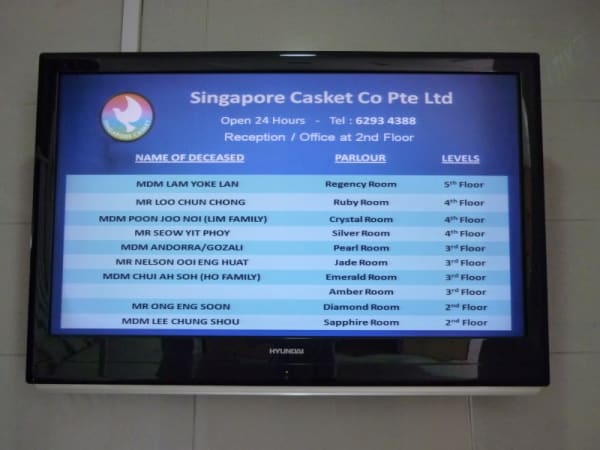 Singapore Casket Co Pte Ltd
Open 24 Hours - Tel : 6293 4388
Reception / Office at 2nd Floor
NAME OF DECEASED PARLOUR LEVELS
MDM LAM YOKE LAN Regency Room 5th Floor
MR LOO CHUN CHONG Ruby Room 4th Floor
MDM POON JOO NOI (LIM FAMILY) Crystal Room 4th Floor
MR SEOW YIT PHOY Silver Room 4th Floor
MDM ANDORRA/GOZALI Pearl Room 3rd Floor
MR NELSON OOI ENG HUAT Jade Room 3rd Floor
MDM CHUI AH SOH (HO FAMILY) Emerald Room 3rd Floor
Amber Room 3rd Floor
MR ONG ENG SOON Diamond Room 2nd Floor
MDM LEE CHUNG SHOU Sapphire Room 2nd Floor
SINGAPORE CASKET
HYUNDAI